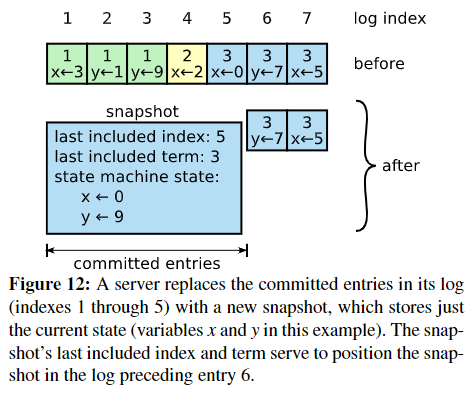 1 2 3 4 5 6 7 log index
1 1 1 2 3 3 3
x←3 y←1 y←9 x←2 x←0 y←7 x←5 before
snapshot
last included index: 5
last included term: 3
state machine state:
x ← 0
y ← 9
3 3
y←7 x←5
after
committed entries
Figure 12: A server replaces the committed entries in its log
(indexes 1 through 5) with a new snapshot, which stores just
the current state (variables x and y in this example). The snap-
shot's last included index and term serve to position the snap-
shot in the log preceding entry 6.